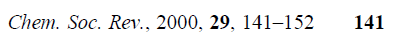 Chem. Soc. Rev., 2000, 29, 141–152 141